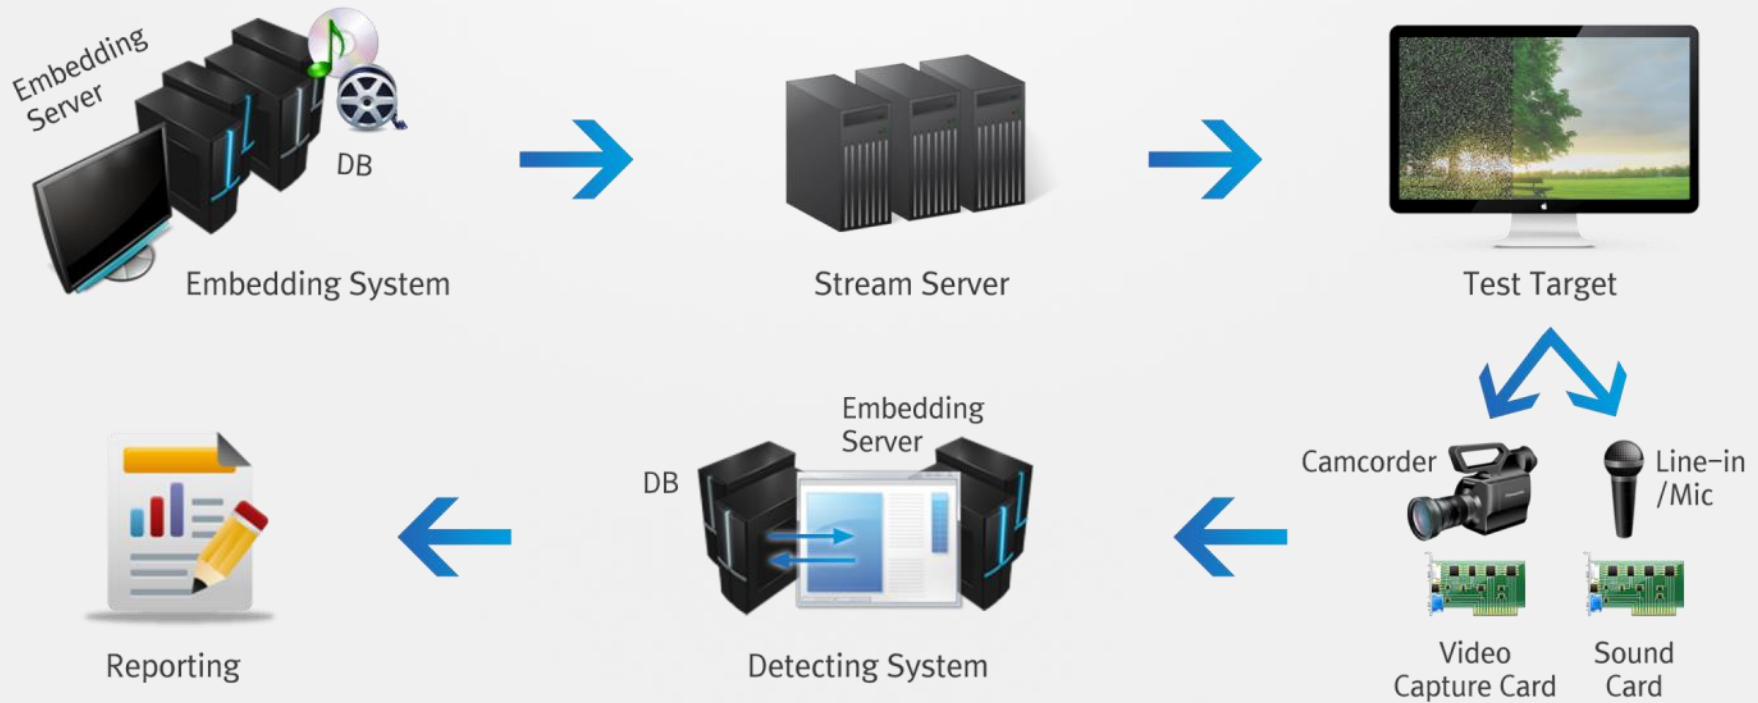 Embedding
Server
DB
Embedding System
Stream Server
Test Target
Camcorder
Line-in
/Mic
Video
Capture Card
Sound
Card
Embedding
Server
DB
Detecting System
Reporting